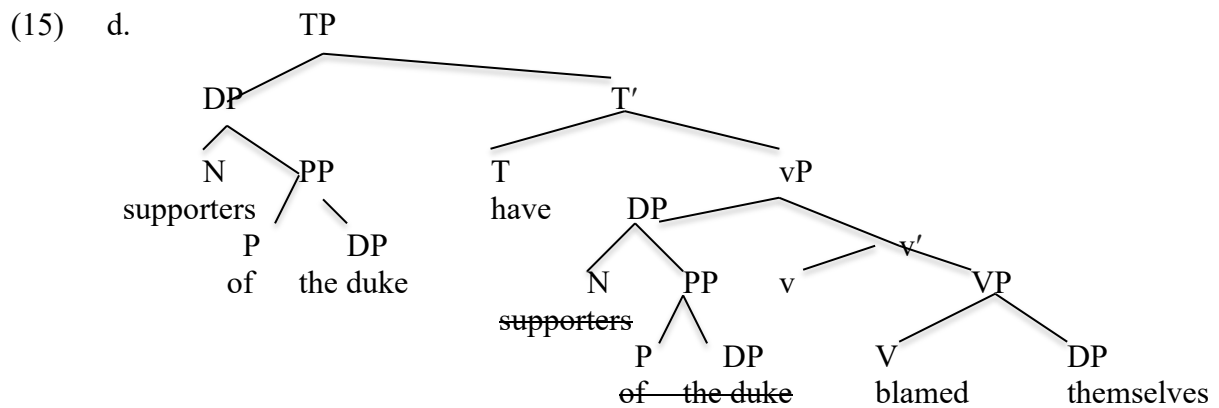 (15) d. TP
DP T′
N PP T vP
supporters have DP
P DP v′
of the duke N PP v VP
supporters
P DP V DP
of the duke blamed themselves